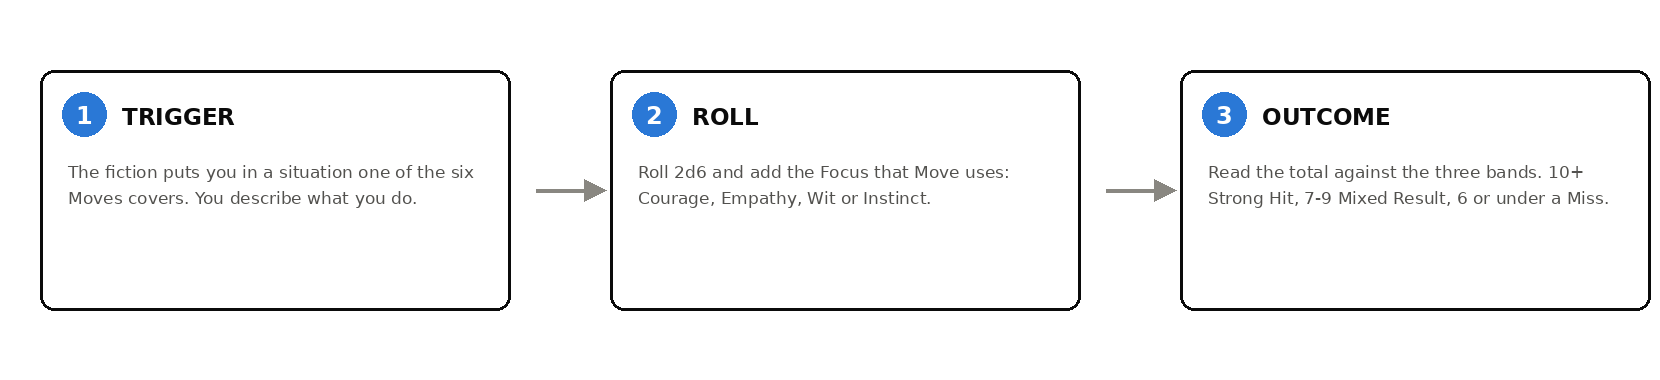 1 TRIGGER
The fiction puts you in a situation one of the six
Moves covers. You describe what you do.
2 ROLL
Roll 2d6 and add the Focus that Move uses:
Courage, Empathy, Wit or Instinct.
3 OUTCOME
Read the total against the three bands. 10+
Strong Hit, 7-9 Mixed Result, 6 or under a Miss.